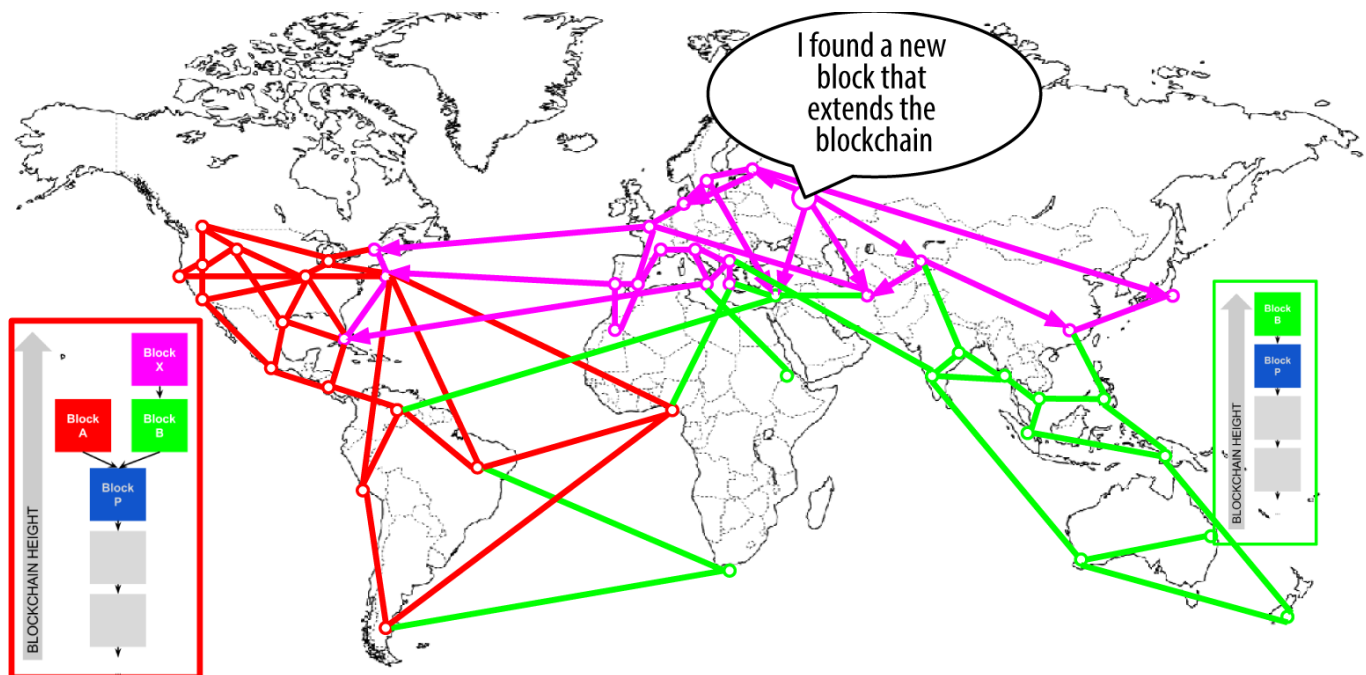 I found a new
block that
extends the
blockchain
BLOCKCHAIN HEIGHT
Block
X
Block
A
Block
B
Block
P
BLOCKCHAIN HEIGHT
Block
B
Block
P